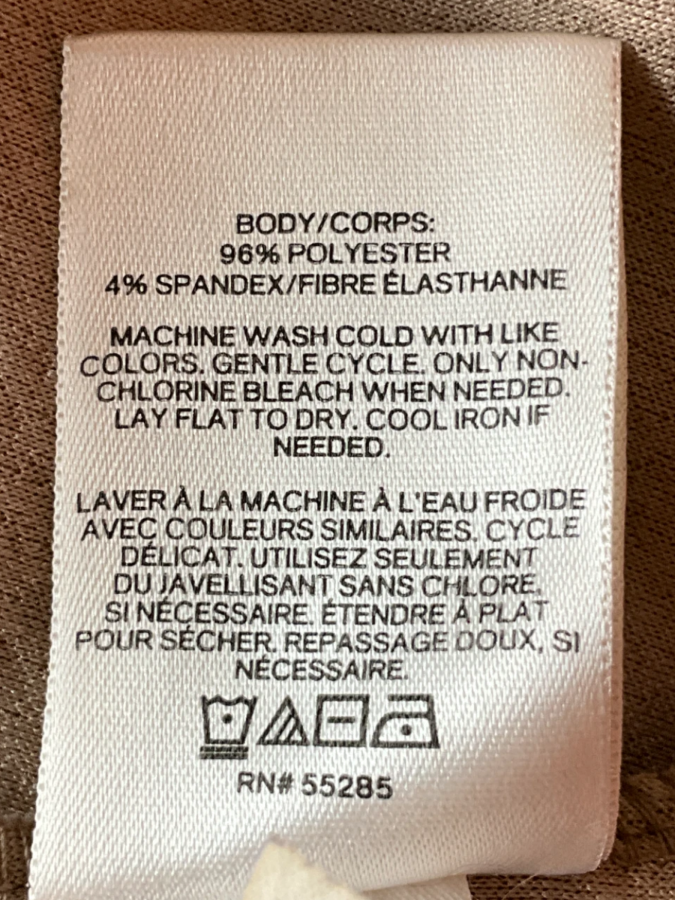 BODY/CORPS:
96% POLYESTER
4% SPANDEX/FIBRE ÉLASTHANNE
MACHINE WASH COLD WITH LIKE
COLORS. GENTLE CYCLE. ONLY NON-
CHLORINE BLEACH WHEN NEEDED.
LAY FLAT TO DRY. COOL IRON IF
NEEDED.
LAVER À LA MACHINE À L'EAU FROIDE
AVEC COULEURS SIMILAIRES. CYCLE
DÉLICAT. UTILISEZ SEULEMENT
DU JAVELLISANT SANS CHLORE,
SI NÉCESSAIRE. ÉTENDRE À PLAT
POUR SÉCHER. REPASSAGE DOUX, SI
NÉCESSAIRE.
RN# 55285